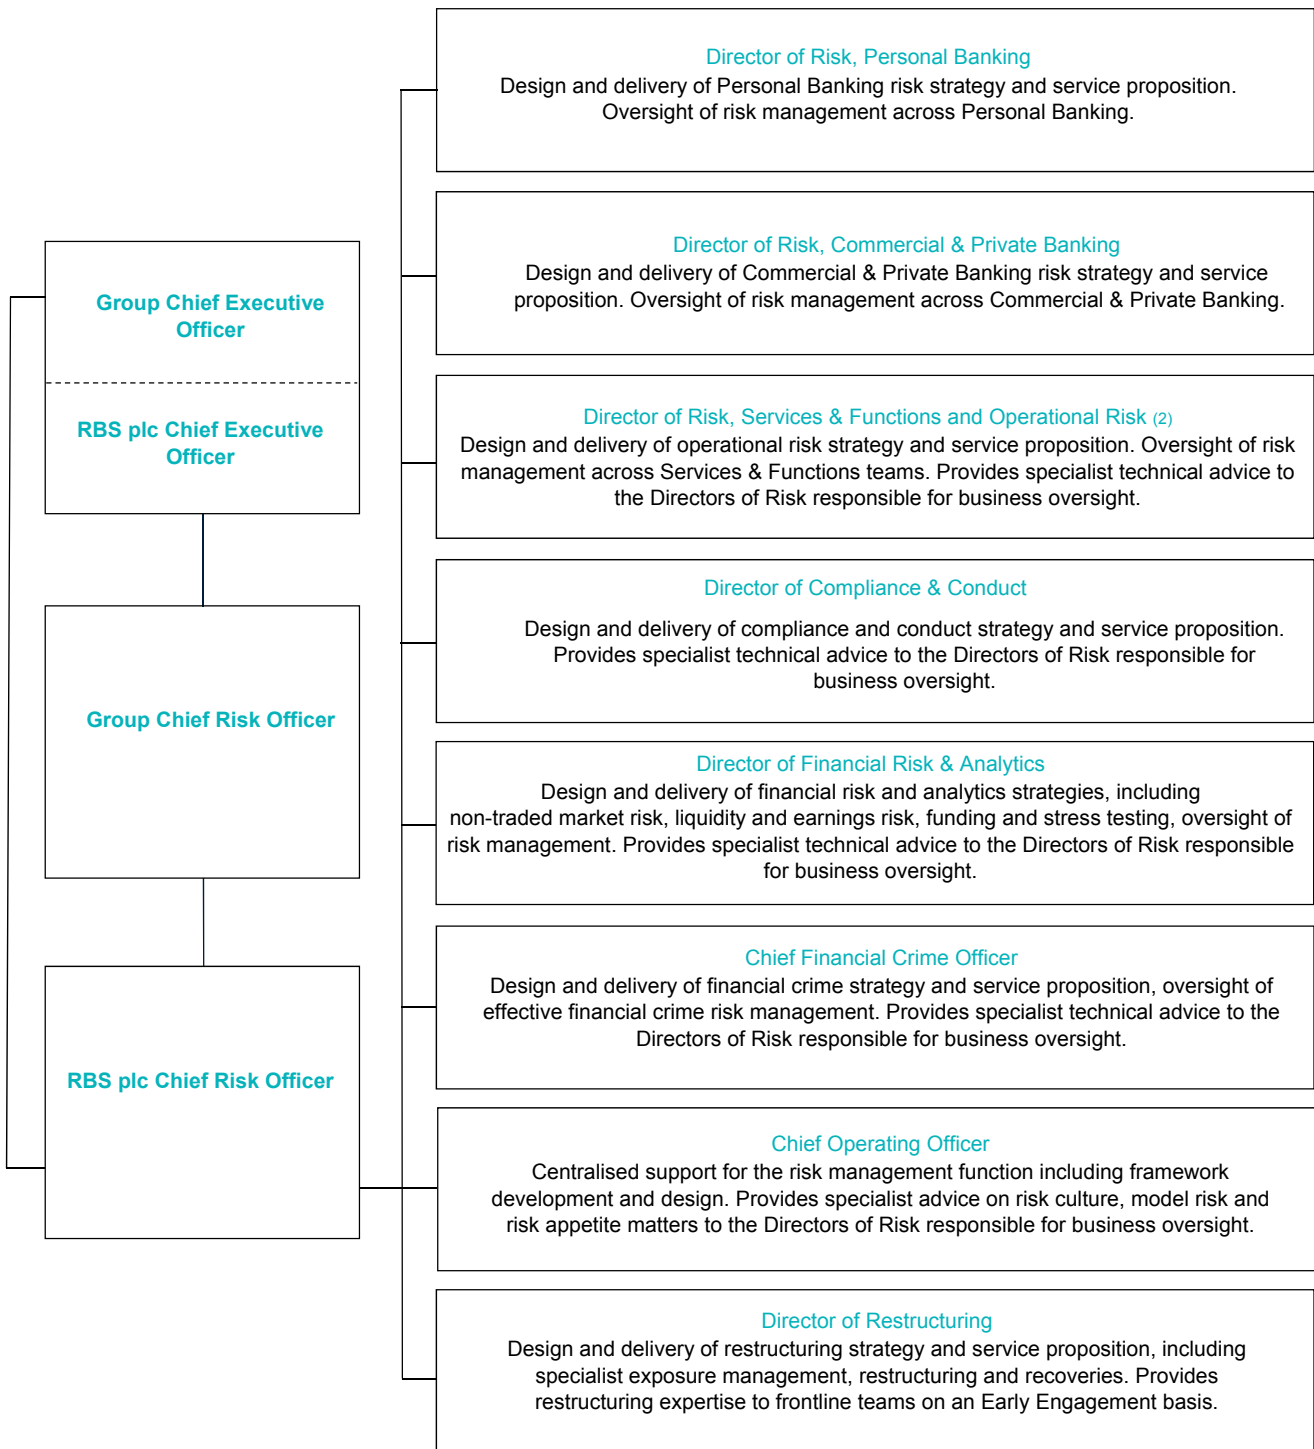 Group Chief Executive
Officer
RBS plc Chief Executive
Officer
Group Chief Risk Officer
RBS plc Chief Risk Officer
Director of Risk, Personal Banking
Design and delivery of Personal Banking risk strategy and service proposition.
Oversight of risk management across Personal Banking.
Director of Risk, Commercial & Private Banking
Design and delivery of Commercial & Private Banking risk strategy and service
proposition. Oversight of risk management across Commercial & Private Banking.
Director of Risk, Services & Functions and Operational Risk (2)
Design and delivery of operational risk strategy and service proposition. Oversight of risk
management across Services & Functions teams. Provides specialist technical advice to
the Directors of Risk responsible for business oversight.
Director of Compliance & Conduct
Design and delivery of compliance and conduct strategy and service proposition.
Provides specialist technical advice to the Directors of Risk responsible for
business oversight.
Director of Financial Risk & Analytics
Design and delivery of financial risk and analytics strategies, including
non-traded market risk, liquidity and earnings risk, funding and stress testing, oversight of
risk management. Provides specialist technical advice to the Directors of Risk responsible
for business oversight.
Chief Financial Crime Officer
Design and delivery of financial crime strategy and service proposition, oversight of
effective financial crime risk management. Provides specialist technical advice to the
Directors of Risk responsible for business oversight.
Chief Operating Officer
Centralised support for the risk management function including framework
development and design. Provides specialist advice on risk culture, model risk and
risk appetite matters to the Directors of Risk responsible for business oversight.
Director of Restructuring
Design and delivery of restructuring strategy and service proposition, including
specialist exposure management, restructuring and recoveries. Provides
restructuring expertise to frontline teams on an Early Engagement basis.